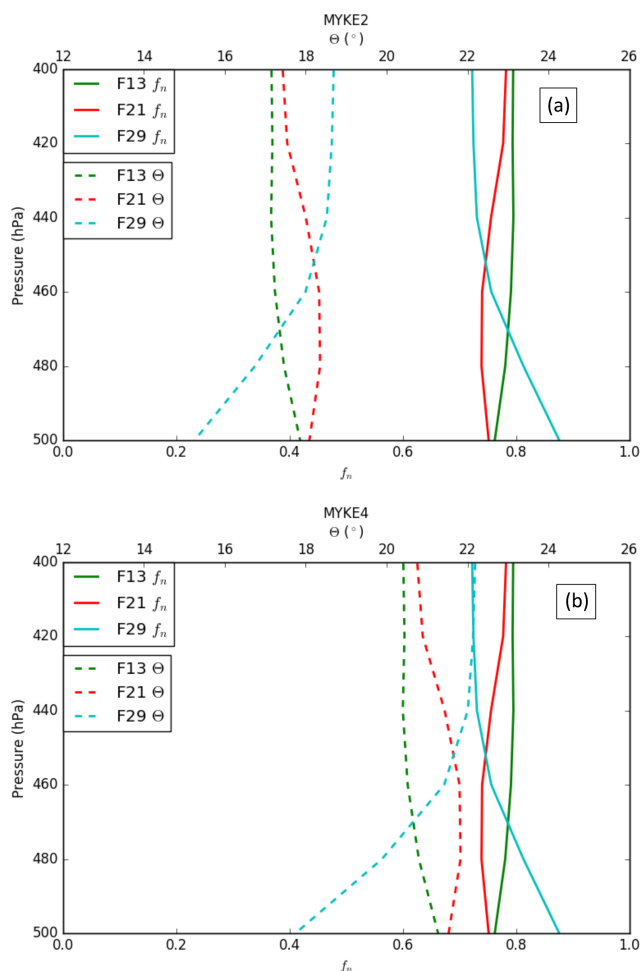 MYKE2
Θ (°)
12 14 16 18 20 22 24 26
400
420
440
460
480
500
Pressure (hPa)
F13 fn
F21 fn
F29 fn
F13 Θ
F21 Θ
F29 Θ
(a)
0.0 0.2 0.4 0.6 0.8 1.0
fn
MYKE4
Θ (°)
12 14 16 18 20 22 24 26
400
420
440
460
480
500
Pressure (hPa)
F13 fn
F21 fn
F29 fn
F13 Θ
F21 Θ
F29 Θ
(b)
0.0 0.2 0.4 0.6 0.8 1.0
fn